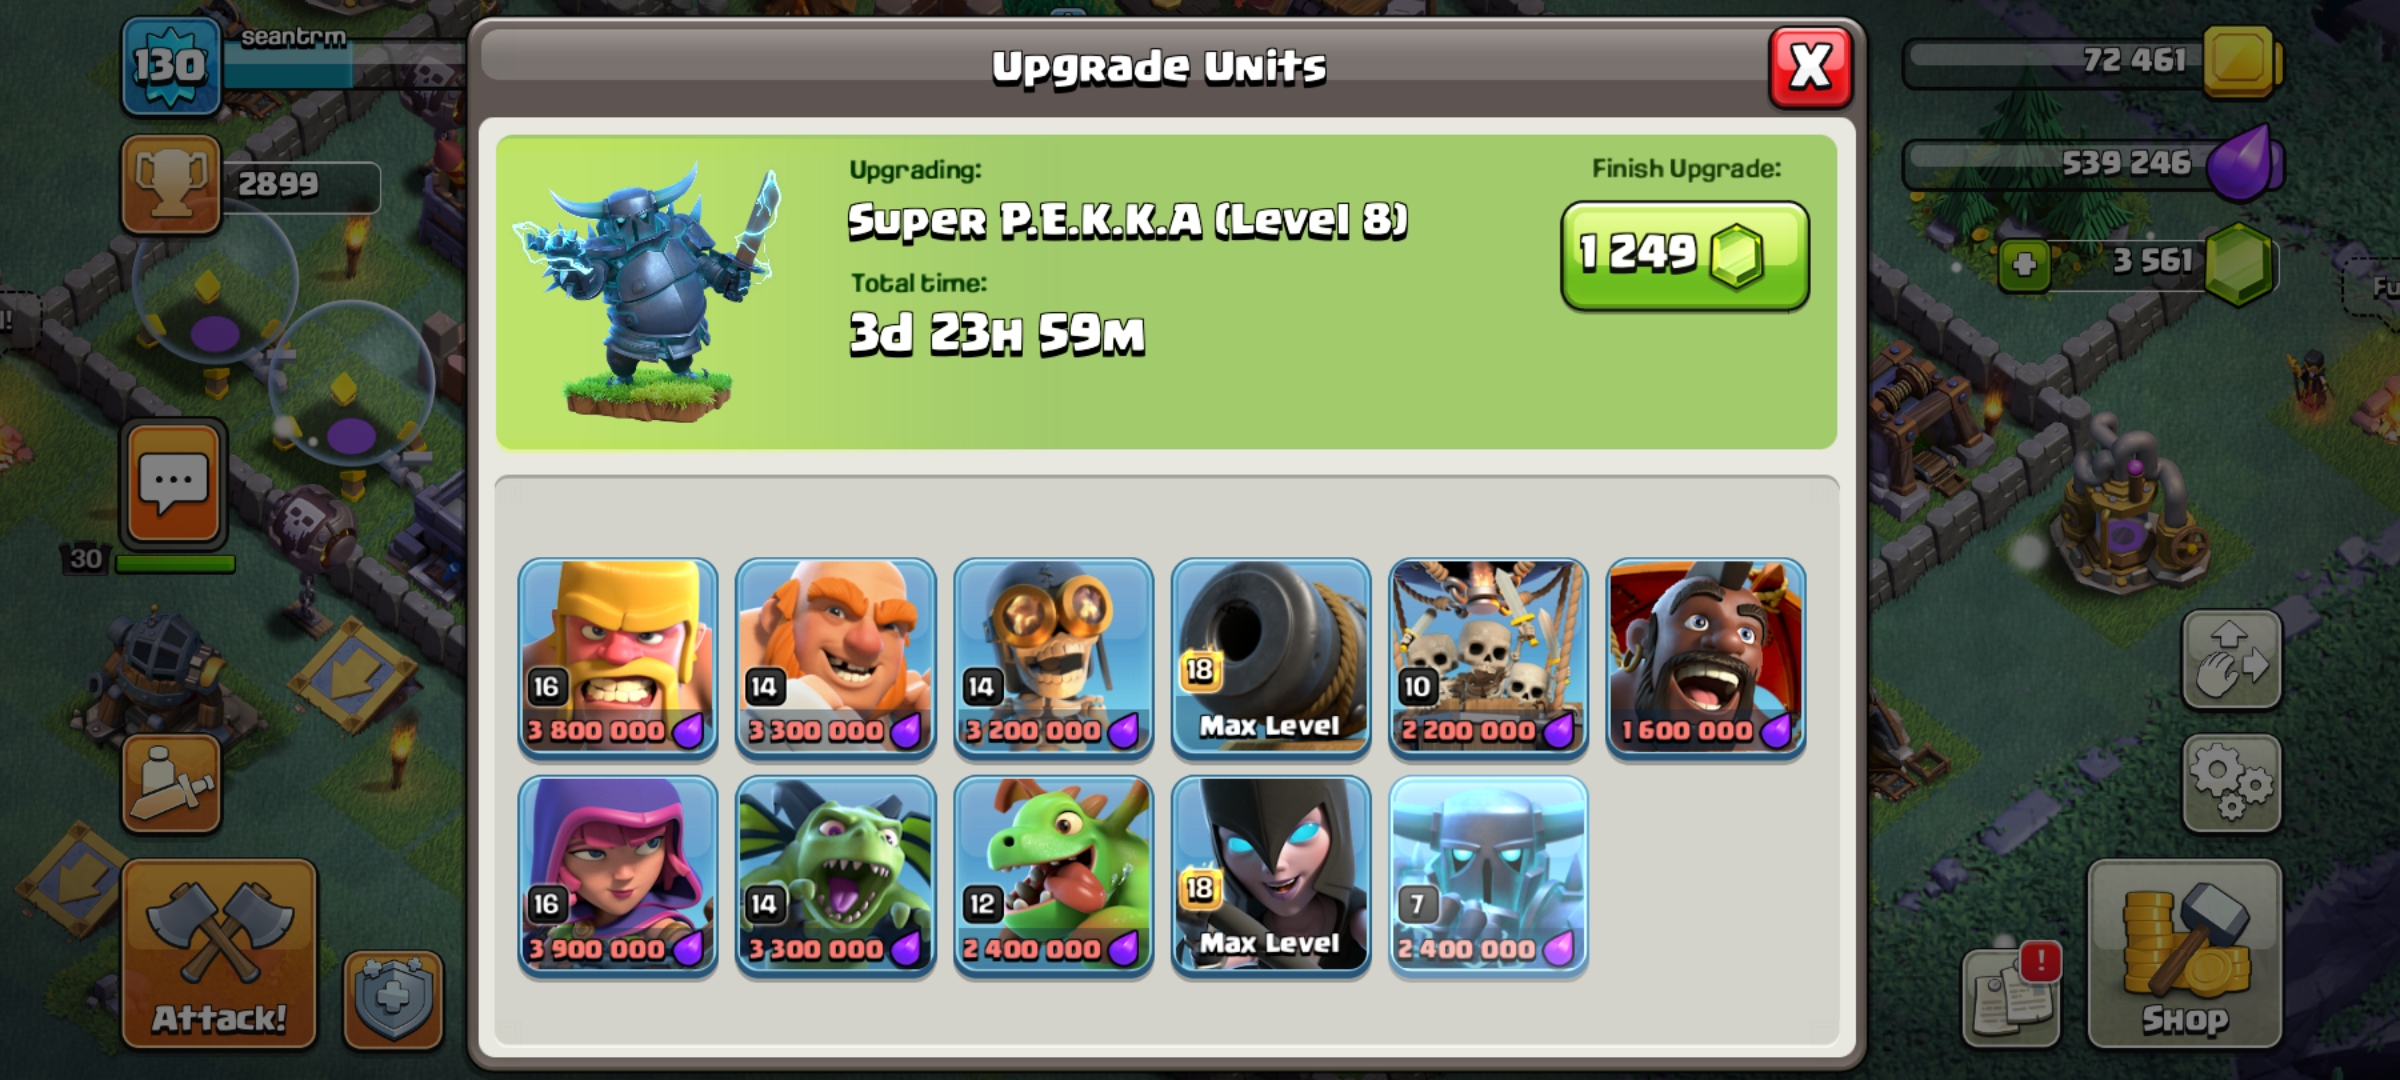 130
seantrm
Upgrade Units
X
72 461
2899
Upgrading:
Super P.E.K.K.A (Level 8)
Finish Upgrade:
1 249
539 246
Total time:
3d 23H 59M
3 561
30
16
3 800 000
14
3 300 000
14
3 200 000
18
Max Level
10
2 200 000
1 600 000
16
3 900 000
14
3 300 000
12
2 400 000
18
Max Level
7
2 400 000
Attack!
!
Shop